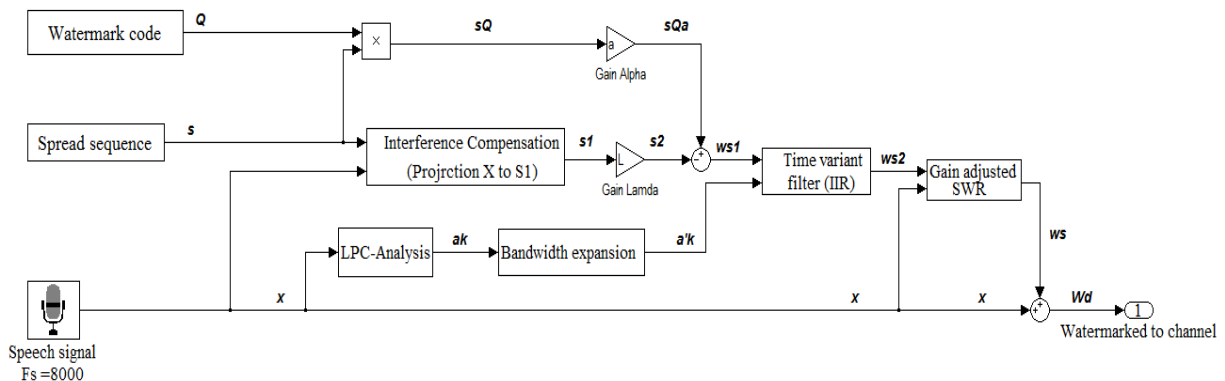 Watermark code
Q
×
sQ
a
Gain Alpha
sQa
Spread sequence
s
Interference Compensation
(Projrction X to S1)
s1
L
Gain Lamda
s2
- +
ws1
Time variant
filter (IIR)
ws2
Gain adjusted
SWR
ws
LPC-Analysis
ak
Bandwidth expansion
a'k
x
x
x
+ +
Wd
1
Watermarked to channel
Speech signal
Fs =8000